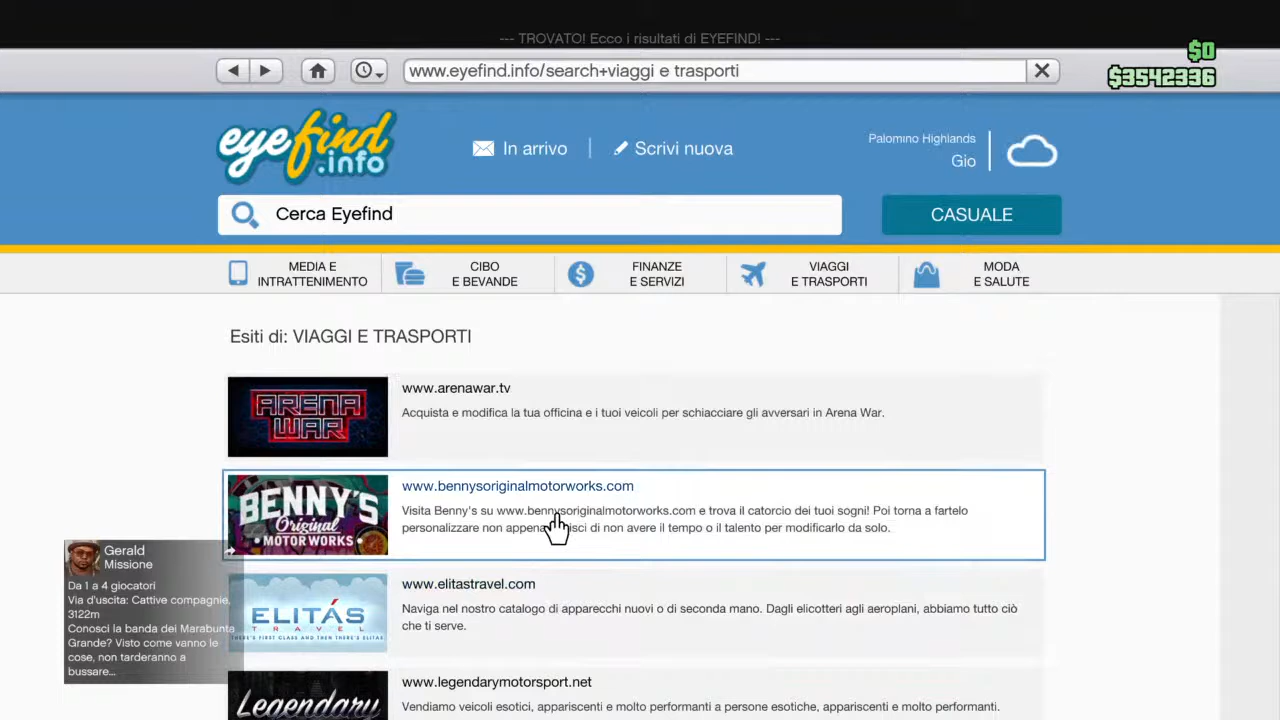 --- TROVATO! Ecco i risultati di EYEFIND! ---
$0
www.eyefind.info/search+viaggi e trasporti
$3542336
eyefind.info
In arrivo
Scrivi nuova
Palomino Highlands
Gio
Cerca Eyefind
CASUALE
MEDIA E
INTRATTENIMENTO
CIBO
E BEVANDE
FINANZE
E SERVIZI
VIAGGI
E TRASPORTI
MODA
E SALUTE
Esiti di: VIAGGI E TRASPORTI
ARENA
WAR
www.arenawar.tv
Acquista e modifica la tua officina e i tuoi veicoli per schiacciare gli avversari in Arena War.
BENNY'S
Original
MOTOR WORKS
www.bennysoriginalmotorworks.com
Visita Benny's su www.bennysoriginalmotorworks.com e trova il catorcio dei tuoi sogni! Poi torna a fartelo
personalizzare non appena di non avere il tempo o il talento per modificarlo da solo.
Gerald
Missione
Da 1 a 4 giocatori
Via d'uscita: Cattive compagnie,
3122m
Conosci la banda dei Marabunta
Grande? Visto come vanno le
cose, non tarderanno a
bussare...
ELITÁS
TRAVEL
THERE'S FIRST CLASS AND THEN THERE'S ELITAS
www.elitastravel.com
Naviga nel nostro catalogo di apparecchi nuovi o di seconda mano. Dagli elicotteri agli aeroplani, abbiamo tutto ciò
che ti serve.
Legendary
www.legendarymotorsport.net
Vendiamo veicoli esotici, appariscenti e molto performanti a persone esotiche, appariscenti e molto performanti.